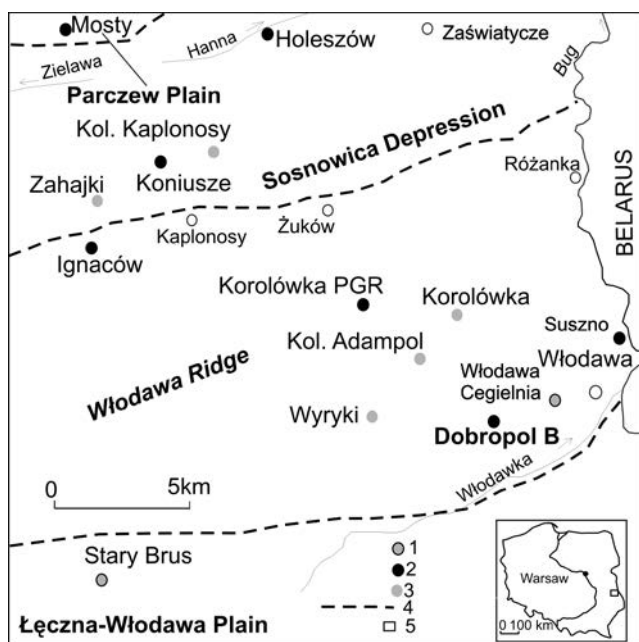 Mosty
Hanna
Holeszów
Zaświatycze
Zielawa
Bug
Parczew Plain
Kol. Kaplonosy
Sosnowica Depression
Koniusze
Różanka
Zahajki
BELARUS
Kaplonosy
Żuków
Ignaców
Korolówka PGR
Korolówka
Suszno
Kol. Adampol
Włodawa
Włodawa Ridge
Włodawa
Cegielnia
Wyryki
Dobropol B
0 5km
Włodawka
Stary Brus
1
2
3
4
5
Warsaw
0 100 km
Łęczna-Włodawa Plain